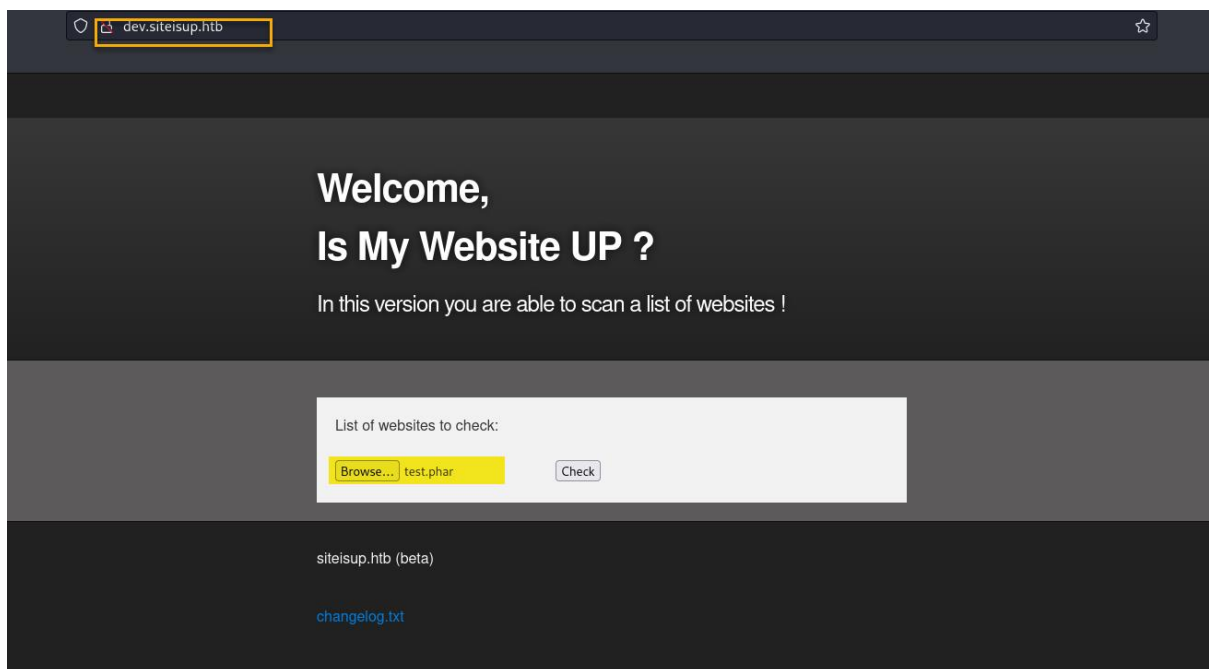 dev.siteisup.htb
Welcome,
Is My Website UP ?
In this version you are able to scan a list of websites !
List of websites to check:
Browse... test.phar Check
siteisup.htb (beta)
changelog.txt